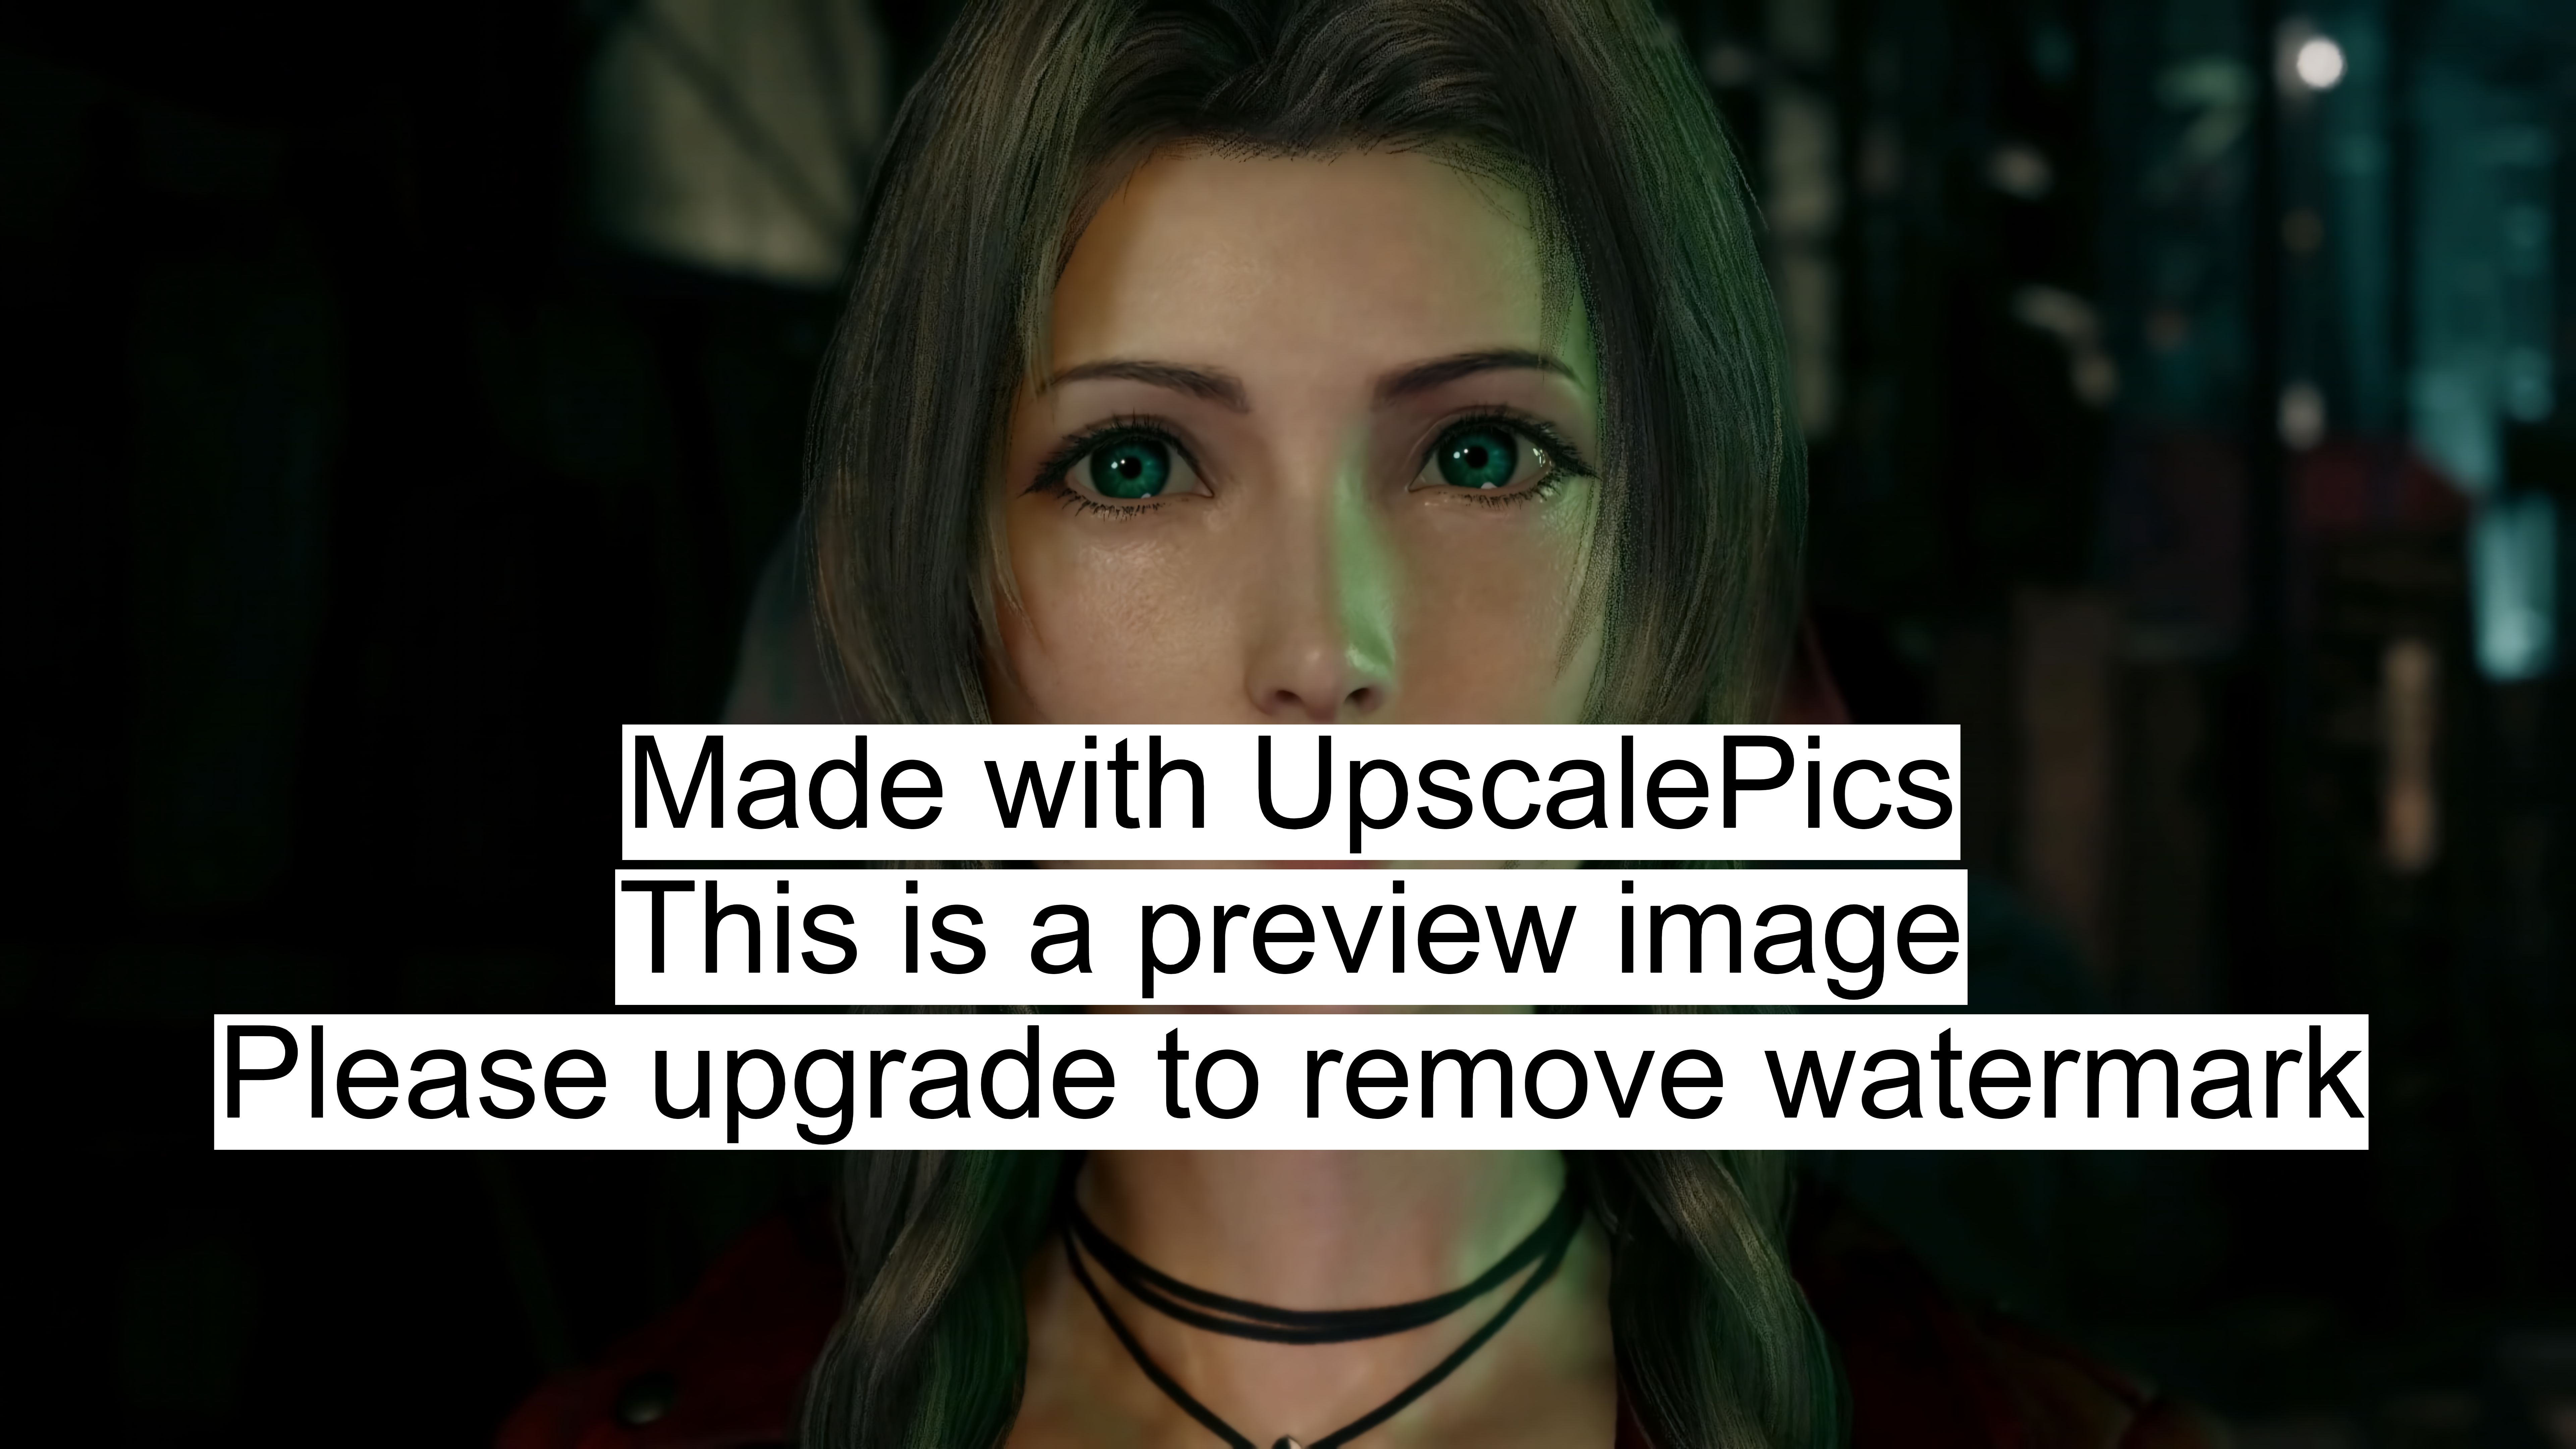 Made with UpscalePics
This is a preview image
Please upgrade to remove watermark